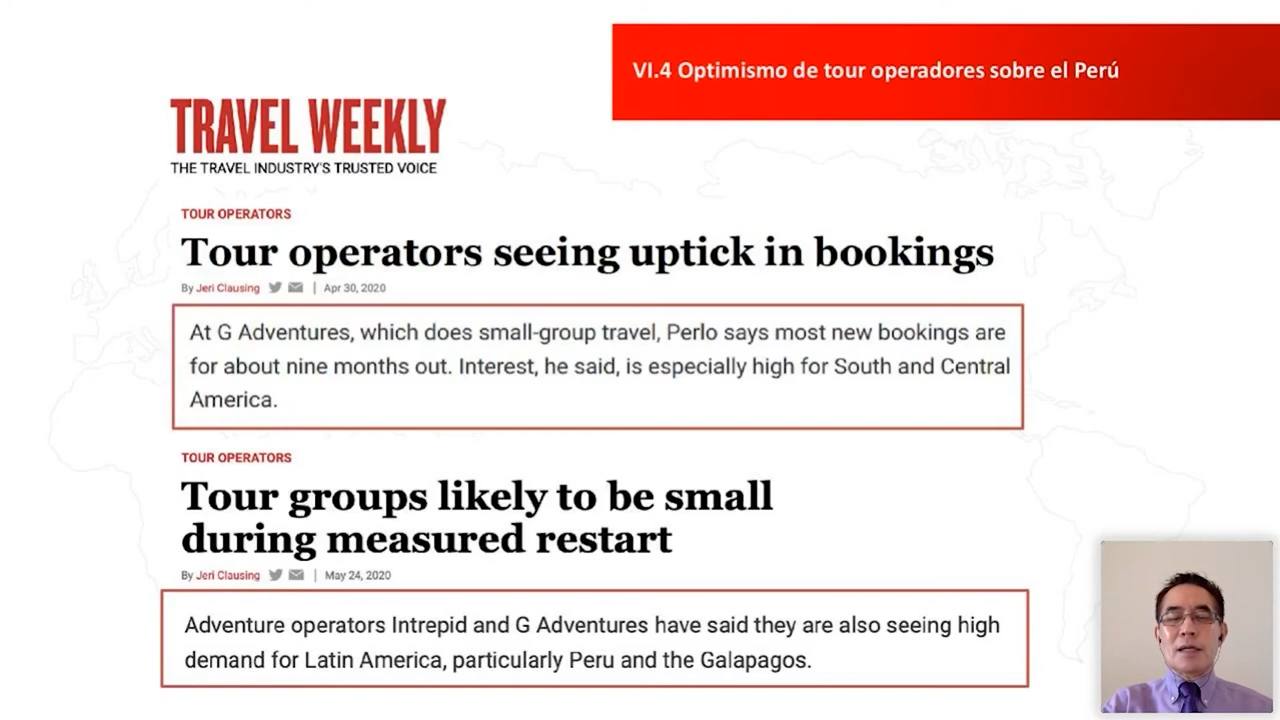 VI.4 Optimismo de tour operadores sobre el Perú
TRAVEL WEEKLY
THE TRAVEL INDUSTRY'S TRUSTED VOICE
TOUR OPERATORS
Tour operators seeing uptick in bookings
By Jeri Clausing | Apr 30, 2020
At G Adventures, which does small-group travel, Perlo says most new bookings are
for about nine months out. Interest, he said, is especially high for South and Central
America.
TOUR OPERATORS
Tour groups likely to be small
during measured restart
By Jeri Clausing | May 24, 2020
Adventure operators Intrepid and G Adventures have said they are also seeing high
demand for Latin America, particularly Peru and the Galapagos.